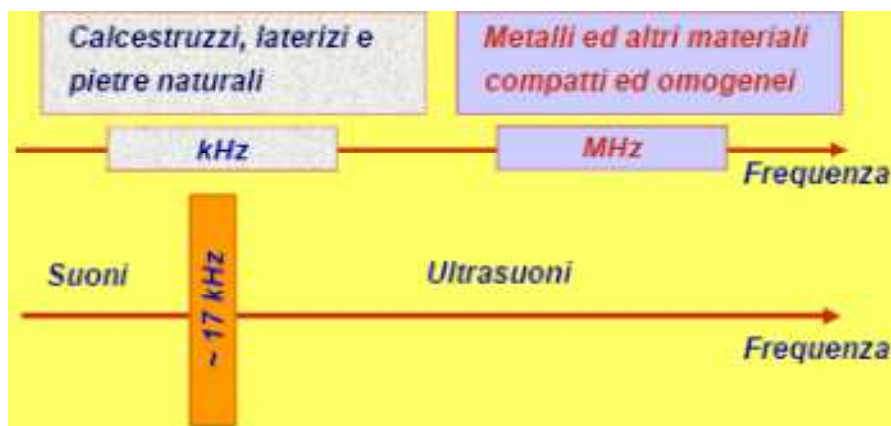 Calcestruzzi, laterizi e
pietre naturali
Metalli ed altri materiali
compatti ed omogenei
kHz
MHz
Frequenza
Suoni
~ 17 kHz
Ultrasuoni
Frequenza